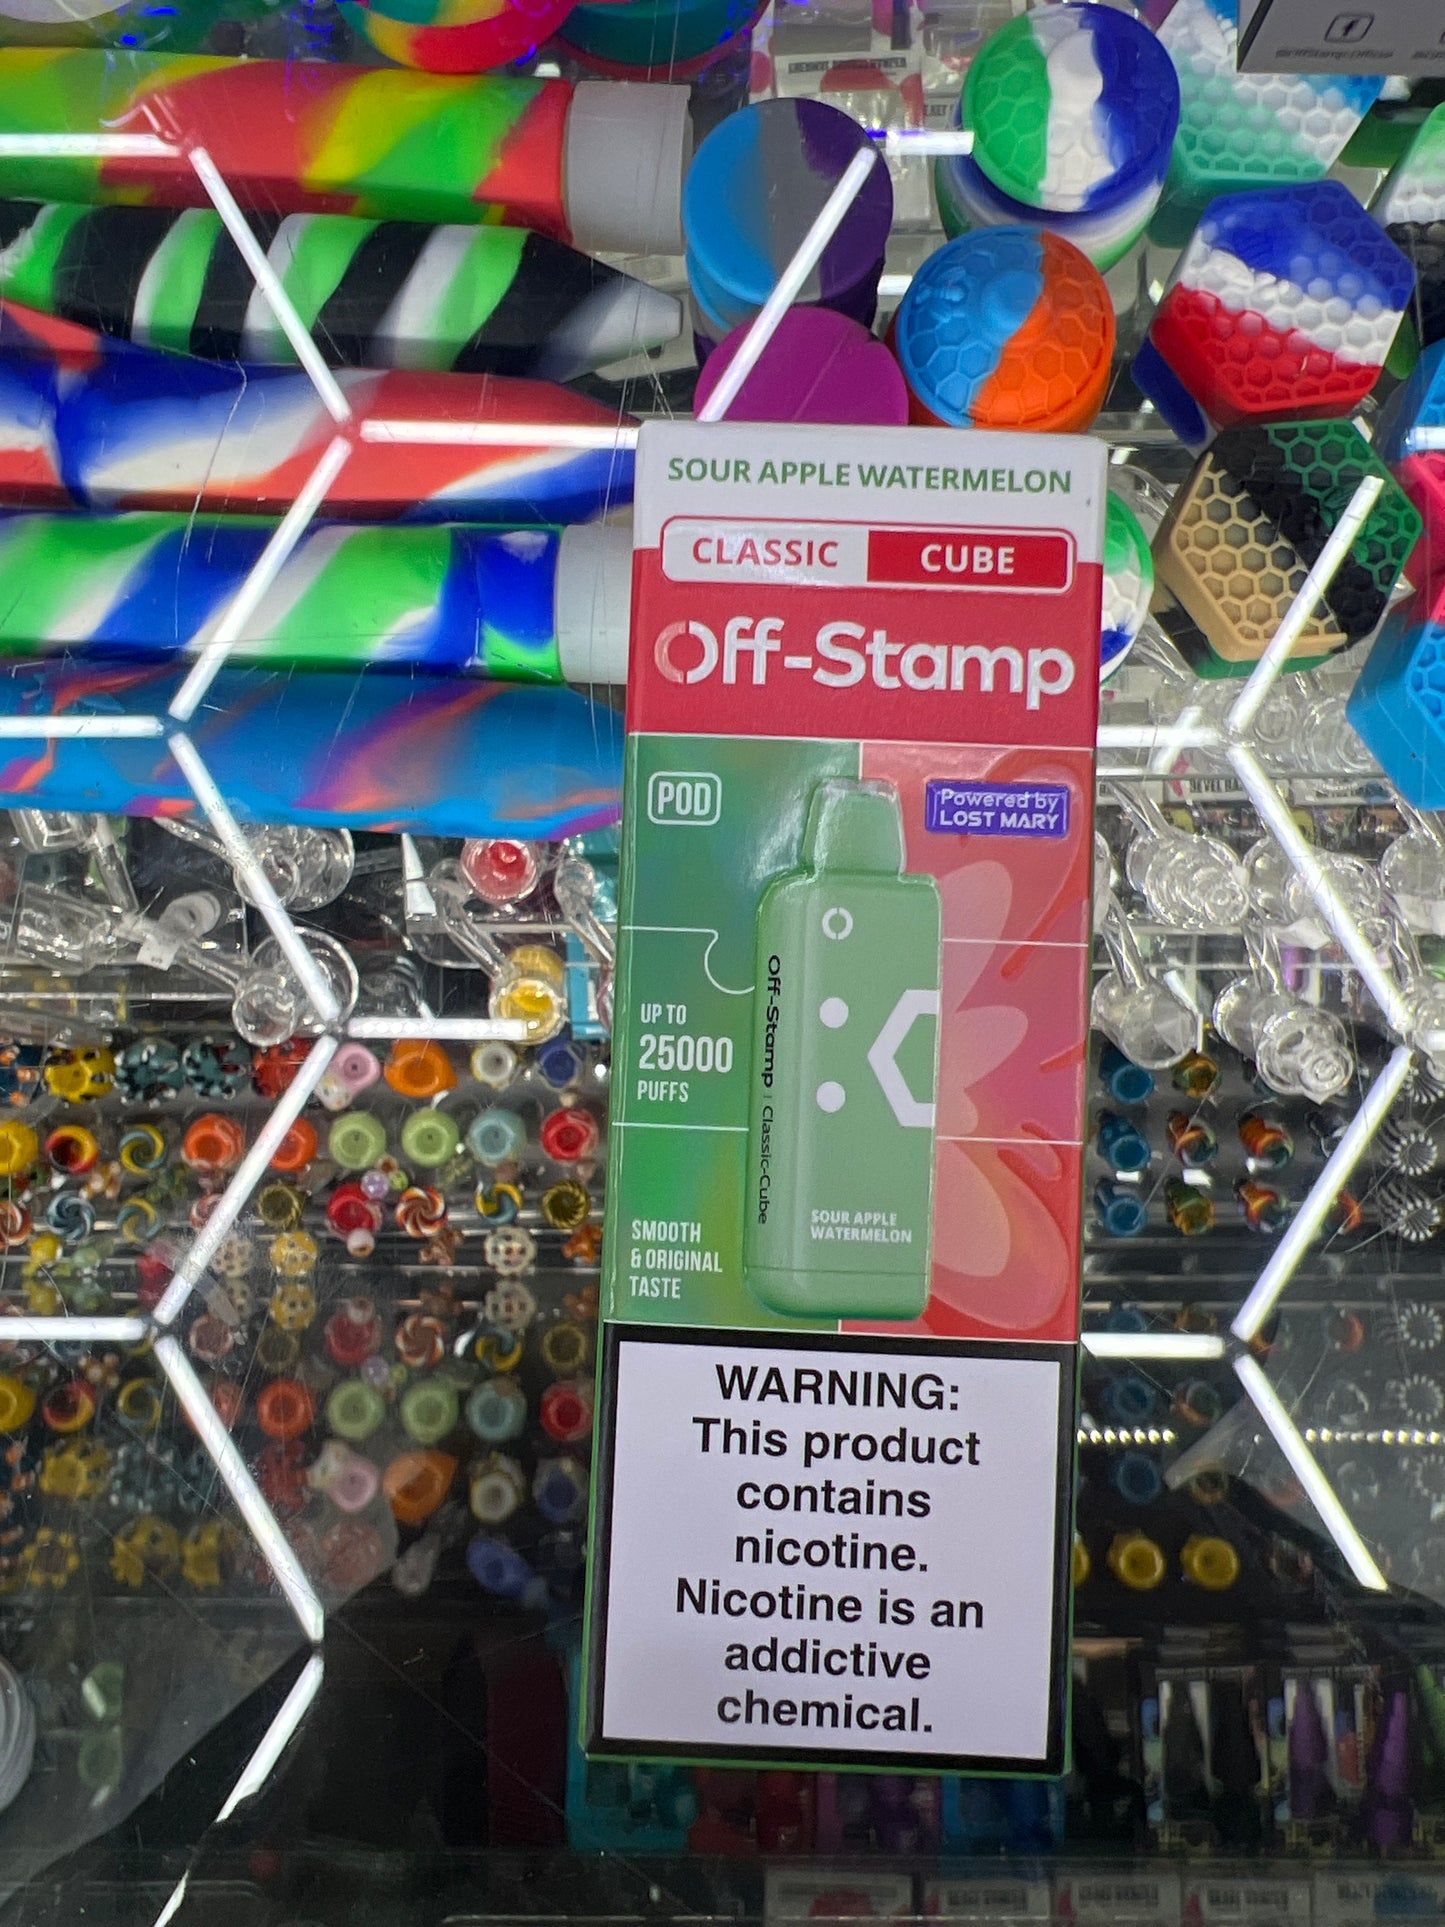 SOUR APPLE WATERMELON
CLASSIC CUBE
Off-Stamp
POD
Powered by
LOST MARY
UP TO
25000
PUFFS
Off-Stamp | Classic-Cube
SOUR APPLE
WATERMELON
SMOOTH
& ORIGINAL
TASTE
WARNING:
This product
contains
nicotine.
Nicotine is an
addictive
chemical.